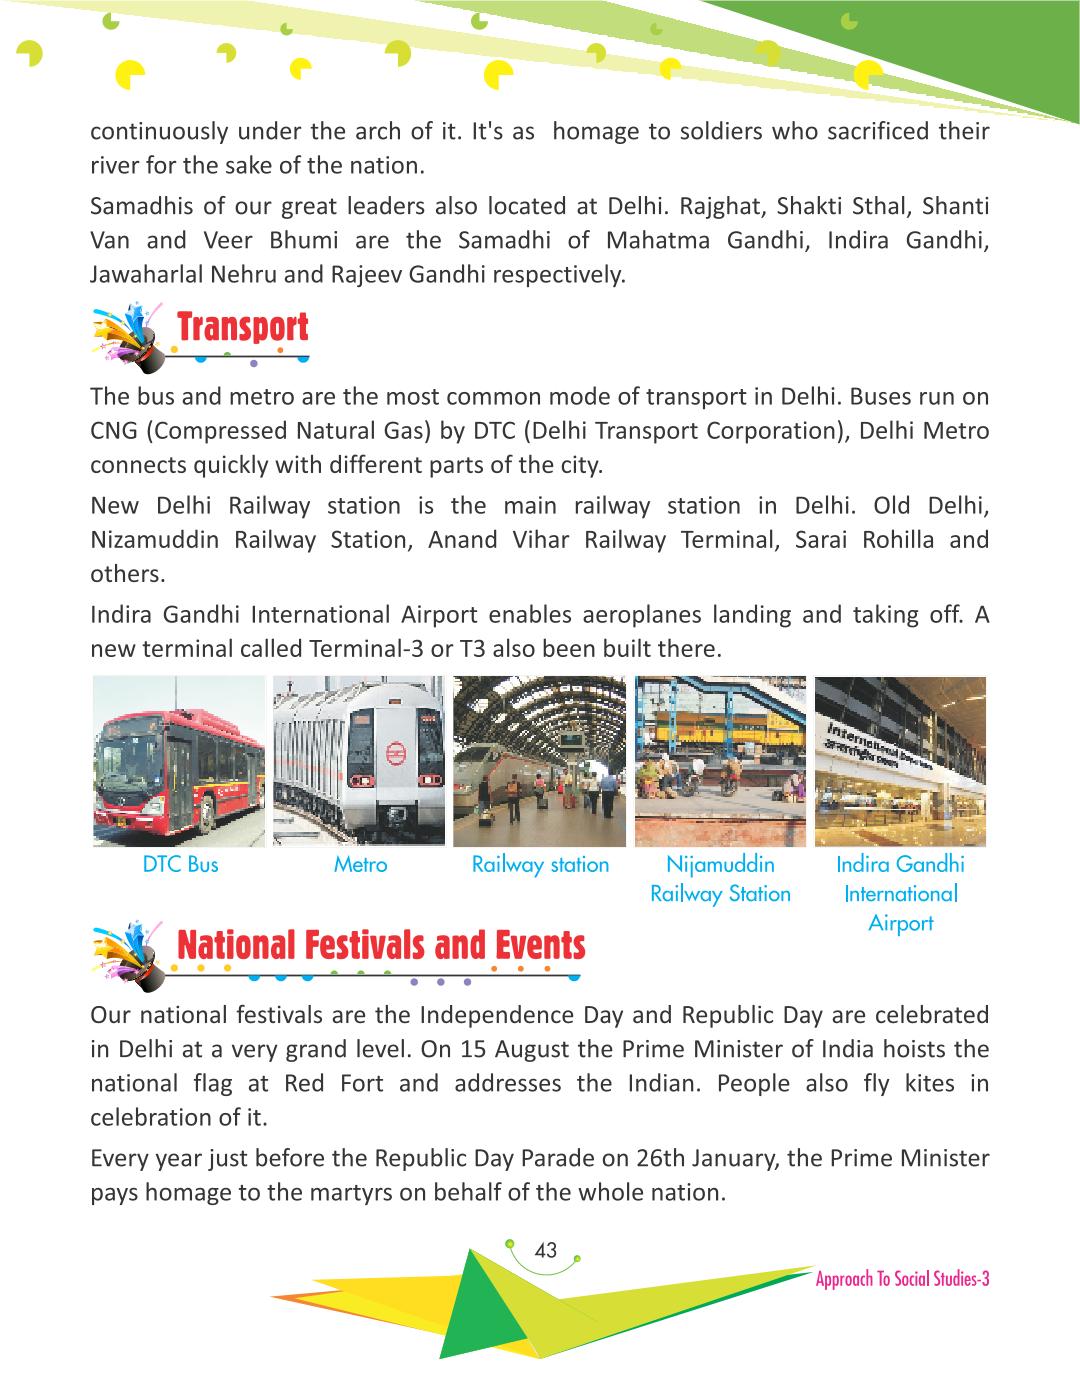 continuously under the arch of it. It's as homage to soldiers who sacrificed their
river for the sake of the nation.
Samadhis of our great leaders also located at Delhi. Rajghat, Shakti Sthal, Shanti
Van and Veer Bhumi are the Samadhi of Mahatma Gandhi, Indira Gandhi,
Jawaharlal Nehru and Rajeev Gandhi respectively.
Transport
The bus and metro are the most common mode of transport in Delhi. Buses run on
CNG (Compressed Natural Gas) by DTC (Delhi Transport Corporation), Delhi Metro
connects quickly with different parts of the city.
New Delhi Railway station is the main railway station in Delhi. Old Delhi,
Nizamuddin Railway Station, Anand Vihar Railway Terminal, Sarai Rohilla and
others.
Indira Gandhi International Airport enables aeroplanes landing and taking off. A
new terminal called Terminal-3 or T3 also been built there.
International
DTC Bus
Metro
Railway station
Nijamuddin
Railway Station
Indira Gandhi
International
Airport
National Festivals and Events
Our national festivals are the Independence Day and Republic Day are celebrated
in Delhi at a very grand level. On 15 August the Prime Minister of India hoists the
national flag at Red Fort and addresses the Indian. People also fly kites in
celebration of it.
Every year just before the Republic Day Parade on 26th January, the Prime Minister
pays homage to the martyrs on behalf of the whole nation.
43
Approach To Social Studies-3